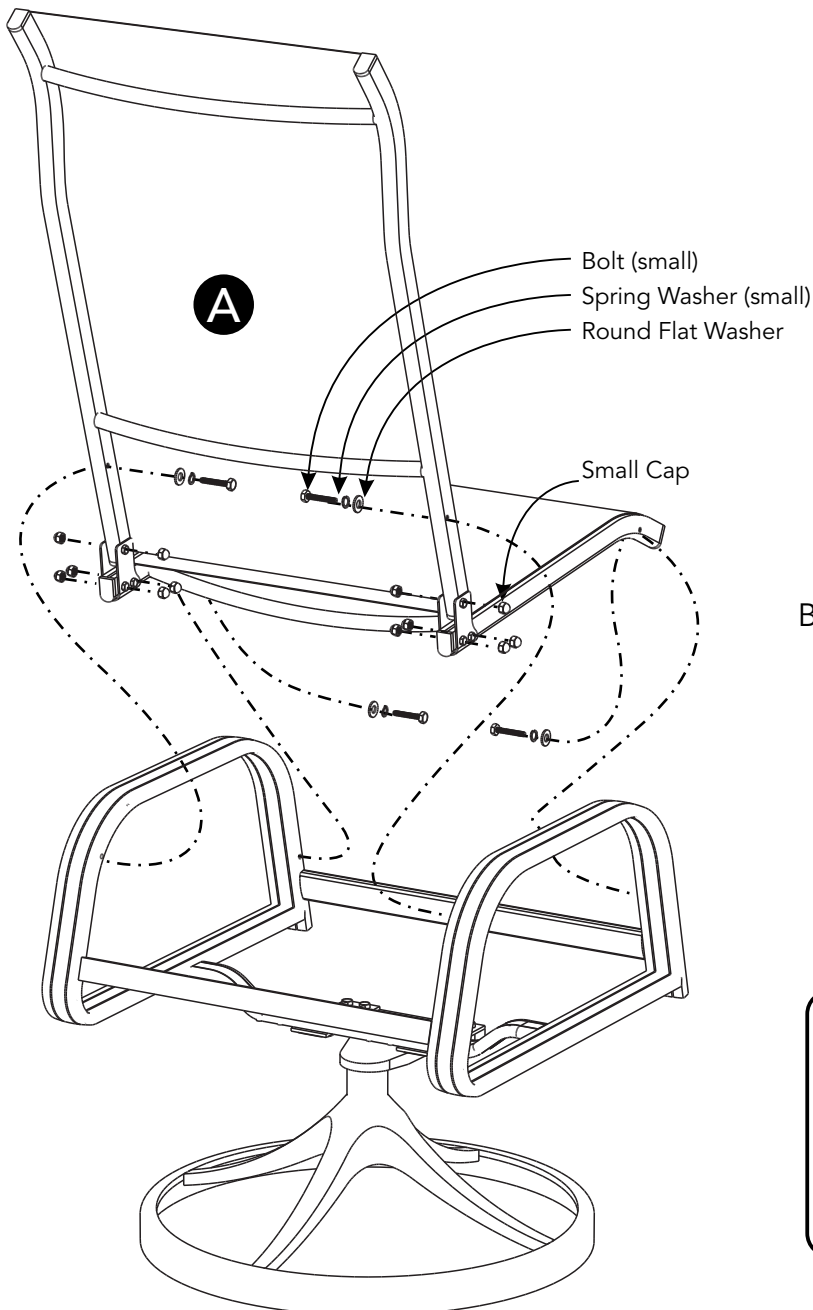 A
Bolt (small)
Spring Washer (small)
Round Flat Washer
Small Cap
B